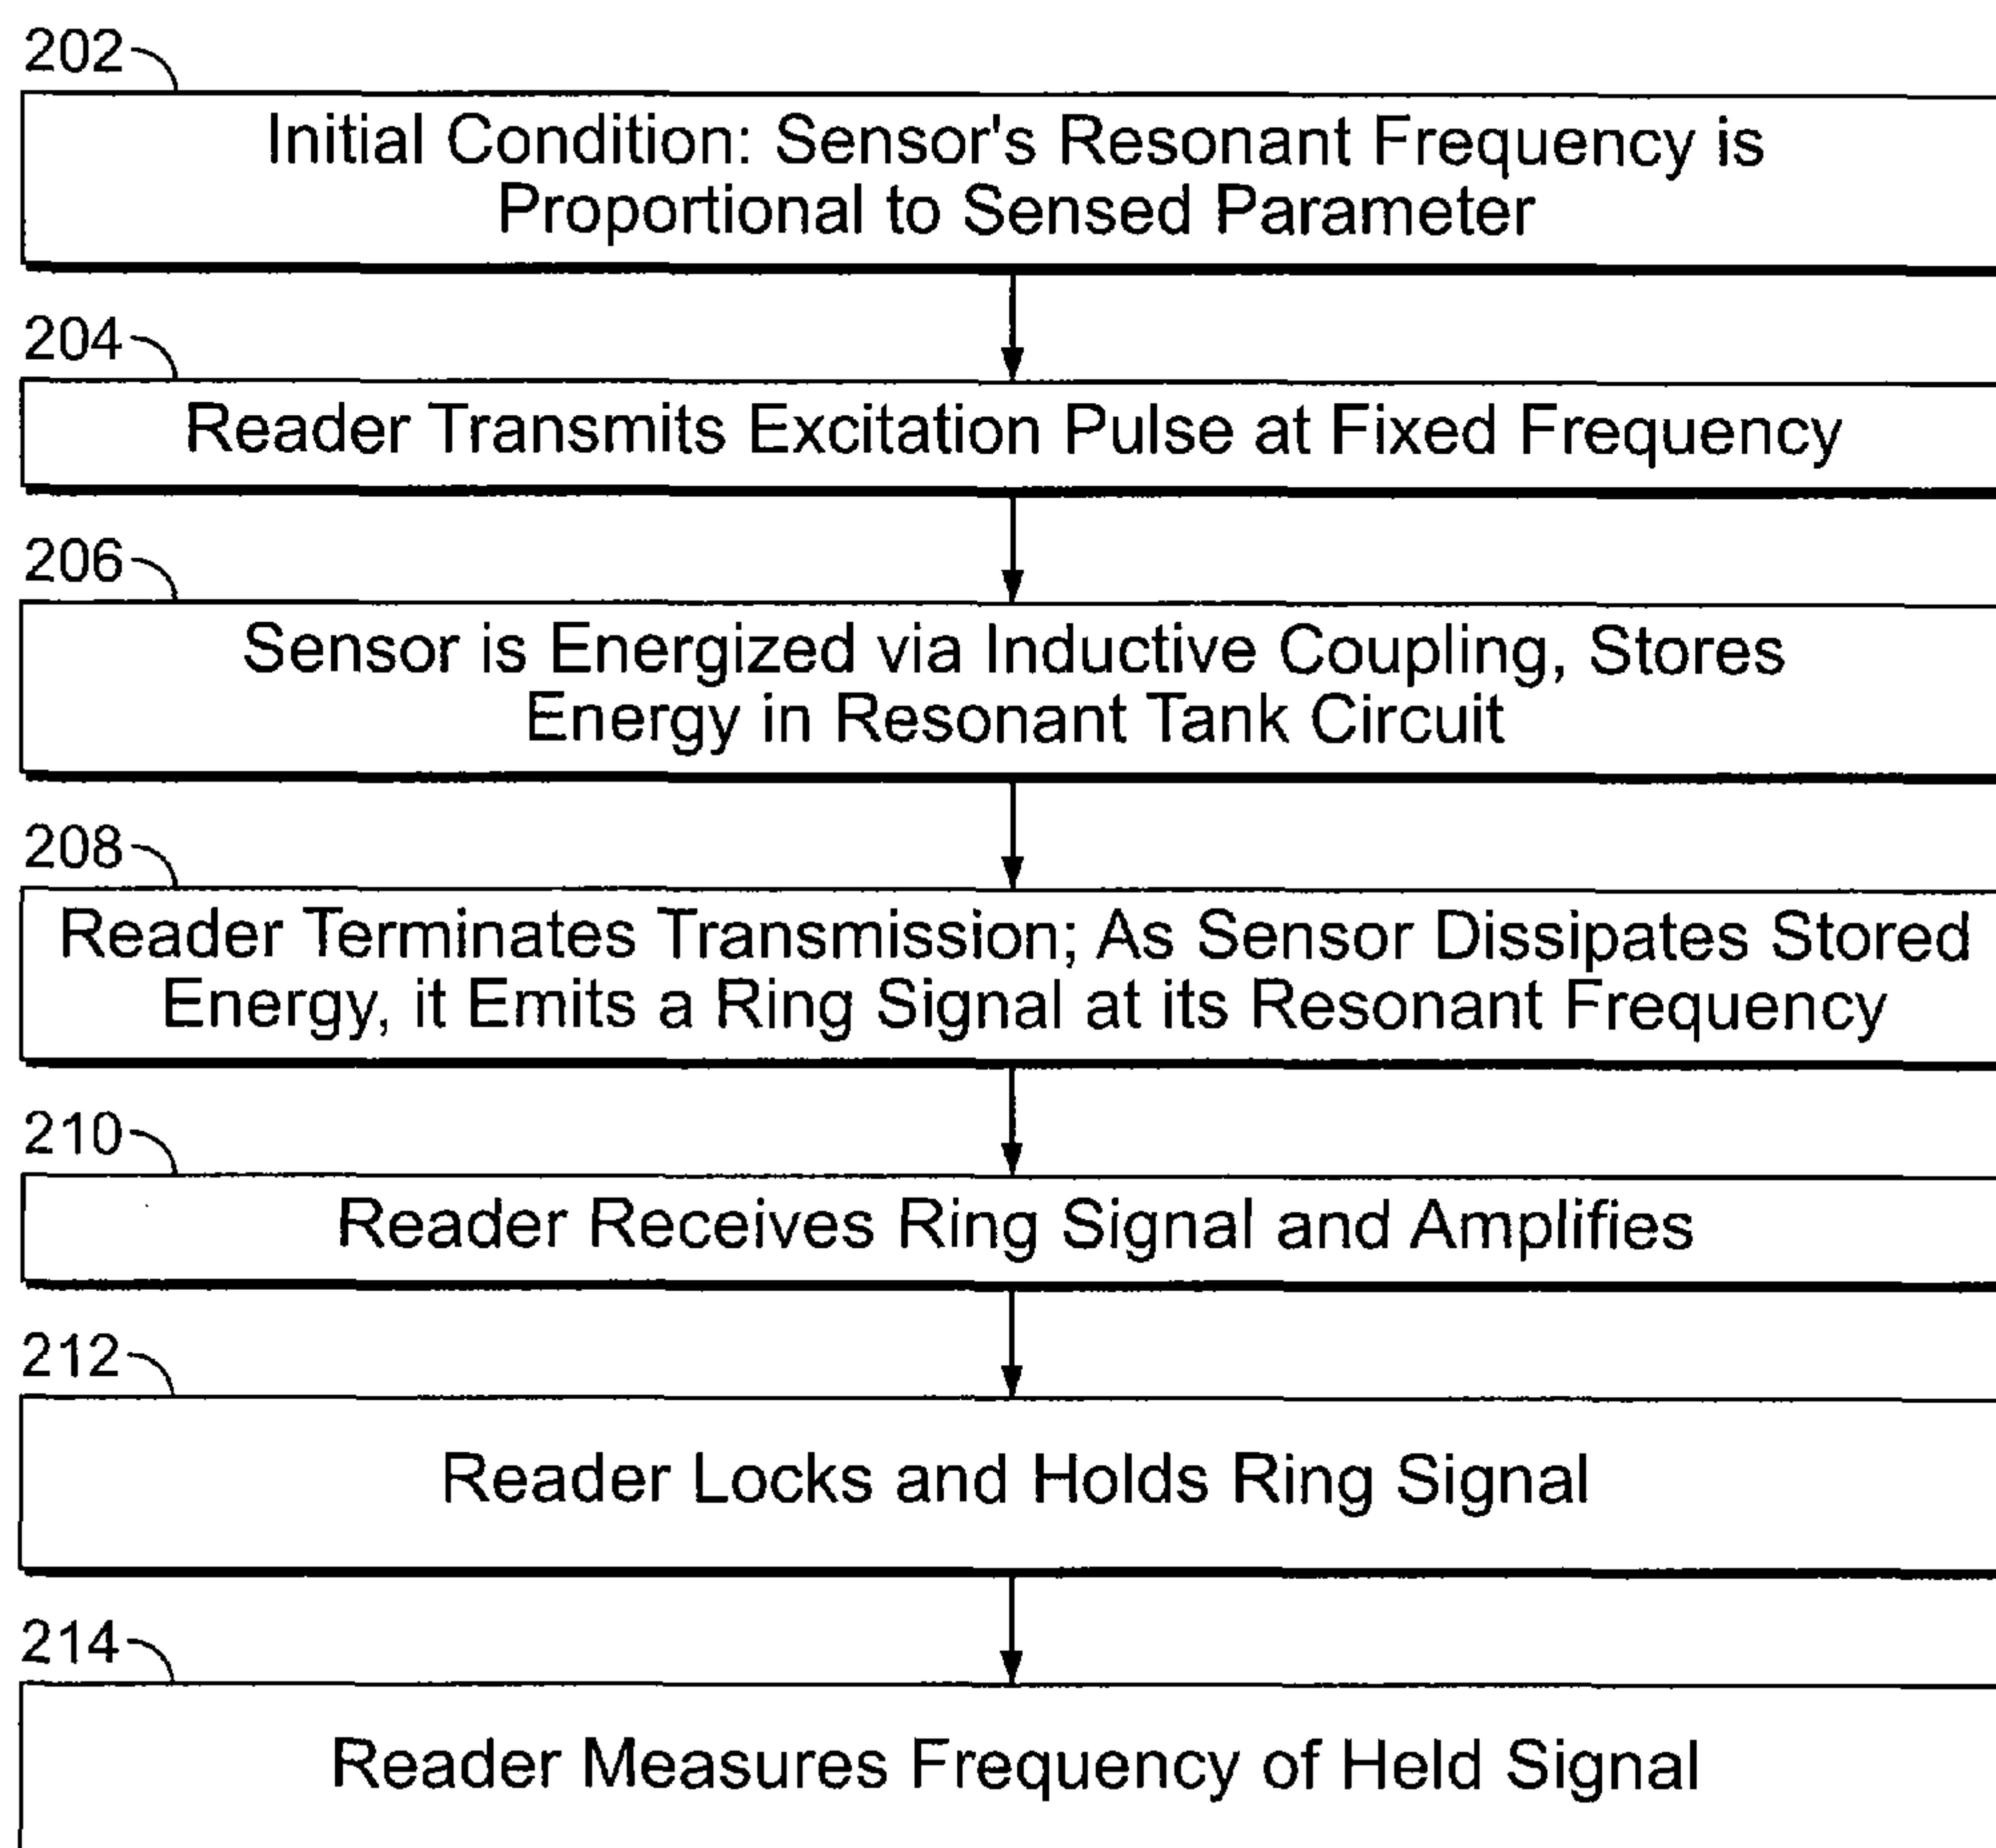 202
Initial Condition: Sensor's Resonant Frequency is
Proportional to Sensed Parameter
204
Reader Transmits Excitation Pulse at Fixed Frequency
206
Sensor is Energized via Inductive Coupling, Stores
Energy in Resonant Tank Circuit
208
Reader Terminates Transmission; As Sensor Dissipates Stored
Energy, it Emits a Ring Signal at its Resonant Frequency
210
Reader Receives Ring Signal and Amplifies
212
Reader Locks and Holds Ring Signal
214
Reader Measures Frequency of Held Signal